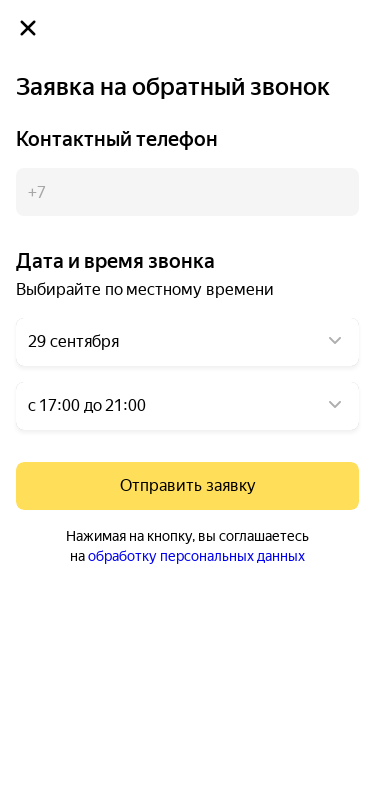 Заявка на обратный звонок
Контактный телефон
+7
Дата и время звонка
Выбирайте по местному времени
29 сентября
с 17:00 до 21:00
Отправить заявку
Нажимая на кнопку, вы соглашаетесь
на обработку персональных данных